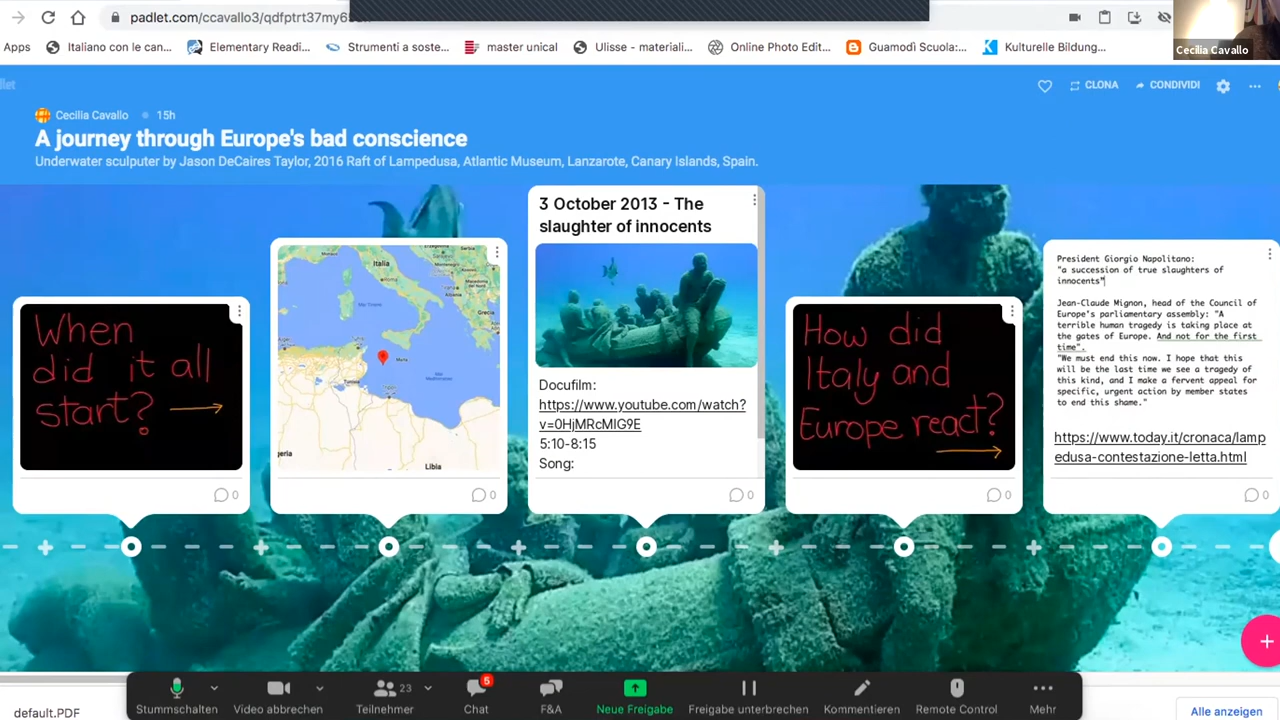 padlet.com/ccavallo3/qdfptrt37my6
Cecilia Cavallo
Apps
Italiano con le can...
Elementary Readi...
Strumenti a soste...
master unical
Ulisse - materiali...
Online Photo Edit...
Guamodì Scuola:...
Kulturelle Bildung...
CLONA
CONDIVIDI
Cecilia Cavallo
15h
A journey through Europe's bad conscience
Underwater sculputer by Jason DeCaires Taylor, 2016 Raft of Lampedusa, Atlantic Museum, Lanzarote, Canary Islands, Spain.
When
did it all
start?
0
Italia
Grecia
Tunisie
Malta
Libia
0
3 October 2013 - The
slaughter of innocents
Docufilm:
https://www.youtube.com/watch?
v=0HjMRcMIG9E
5:10-8:15
Song:
0
How did
Italy and
Europe react?
0
President Giorgio Napolitano:
"a succession of true slaughters of
innocents"
Jean-Claude Mignon, head of the Council of
Europe's parliamentary assembly: "A
terrible human tragedy is taking place at
the gates of Europe. And not for the first
time".
"We must end this now. I hope that this
will be the last time we see a tragedy of
this kind, and I make a fervent appeal for
specific, urgent action by member states
to end this shame."
https://www.today.it/cronaca/lamp
edusa-contestazione-letta.html
0
Stummschalten
Video abbrechen
23
Teilnehmer
5
Chat
F&A
Neue Freigabe
Freigabe unterbrechen
Kommentieren
Remote Control
Mehr
default.PDF
Alle anzeigen